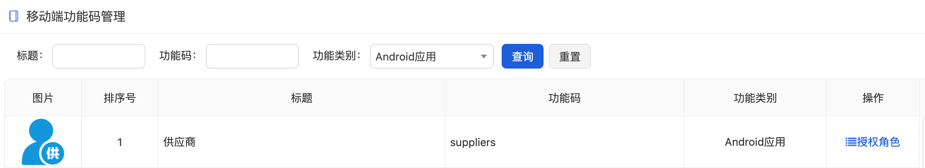 移动端功能码管理
标题： 功能码： 功能类别： Android应用 查询 重置
图片 排序号 标题 功能码 功能类别 操作
供 1 供应商 suppliers Android应用 授权角色